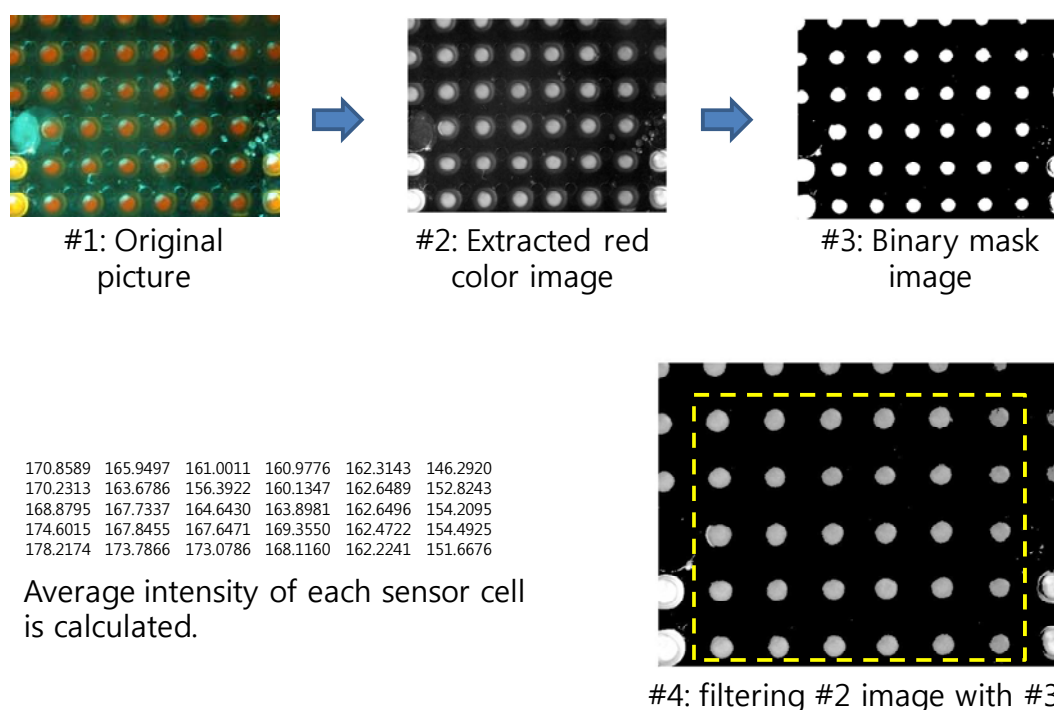 #1: Original
picture
#2: Extracted red
color image
#3: Binary mask
image
170.8589 165.9497 161.0011 160.9776 162.3143 146.2920
170.2313 163.6786 156.3922 160.1347 162.6489 152.8243
168.8795 167.7337 164.6430 163.8981 162.6496 154.2095
174.6015 167.8455 167.6471 169.3550 162.4722 154.4925
178.2174 173.7866 173.0786 168.1160 162.2241 151.6676
Average intensity of each sensor cell
is calculated.
#4: filtering #2 image with #3